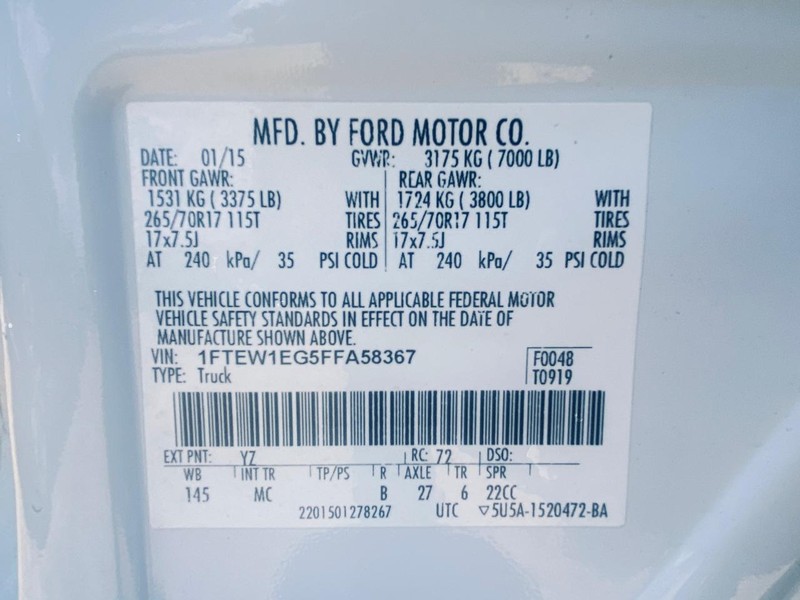 MFD. BY FORD MOTOR CO.
DATE: 01/15 GVWR: 3175 KG ( 7000 LB)
FRONT GAWR: REAR GAWR:
1531 KG ( 3375 LB) WITH 1724 KG ( 3800 LB) WITH
265/70R17 115T TIRES 265/70R17 115T TIRES
17x7.5J RIMS 17x7.5J RIMS
AT 240 kPa/ 35 PSI COLD AT 240 kPa/ 35 PSI COLD
THIS VEHICLE CONFORMS TO ALL APPLICABLE FEDERAL MOTOR
VEHICLE SAFETY STANDARDS IN EFFECT ON THE DATE OF
MANUFACTURE SHOWN ABOVE.
VIN: 1FTEW1EG5FFA58367 F0048
TYPE: Truck T0919
EXT PNT: YZ RC: 72 DSO:
WB INT TR TP/PS R AXLE TR SPR
145 MC B 27 6 22CC
2201501278267 UTC ▽5U5A-1520472-BA